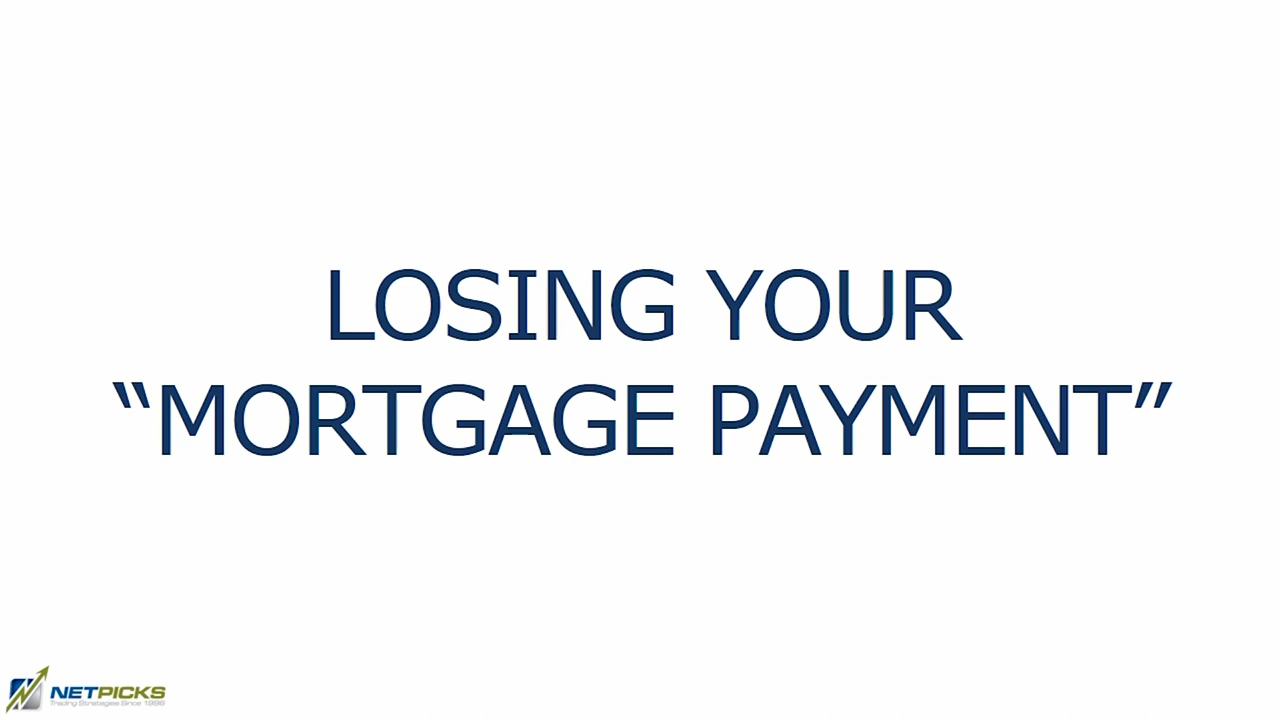 LOSING YOUR
“MORTGAGE PAYMENT”
NETPICKS
Trading Strategies Since 1996